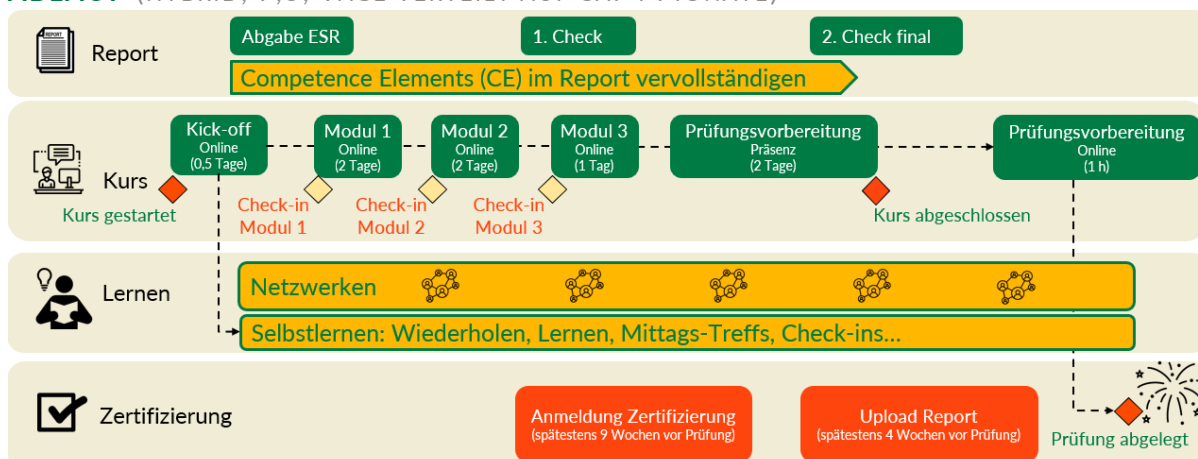 REPORT
Report
Abgabe ESR
1. Check
2. Check final
Competence Elements (CE) im Report vervollständigen
Kurs
Kick-off
Online
(0,5 Tage)
Modul 1
Online
(2 Tage)
Modul 2
Online
(2 Tage)
Modul 3
Online
(1 Tag)
Prüfungsvorbereitung
Präsenz
(2 Tage)
Prüfungsvorbereitung
Online
(1 h)
Kurs gestartet
Check-in
Modul 1
Check-in
Modul 2
Check-in
Modul 3
Kurs abgeschlossen
Lernen
Netzwerken
Selbstlernen: Wiederholen, Lernen, Mittags-Treffs, Check-ins...
Zertifizierung
Anmeldung Zertifizierung
(spätestens 9 Wochen vor Prüfung)
Upload Report
(spätestens 4 Wochen vor Prüfung)
Prüfung abgelegt